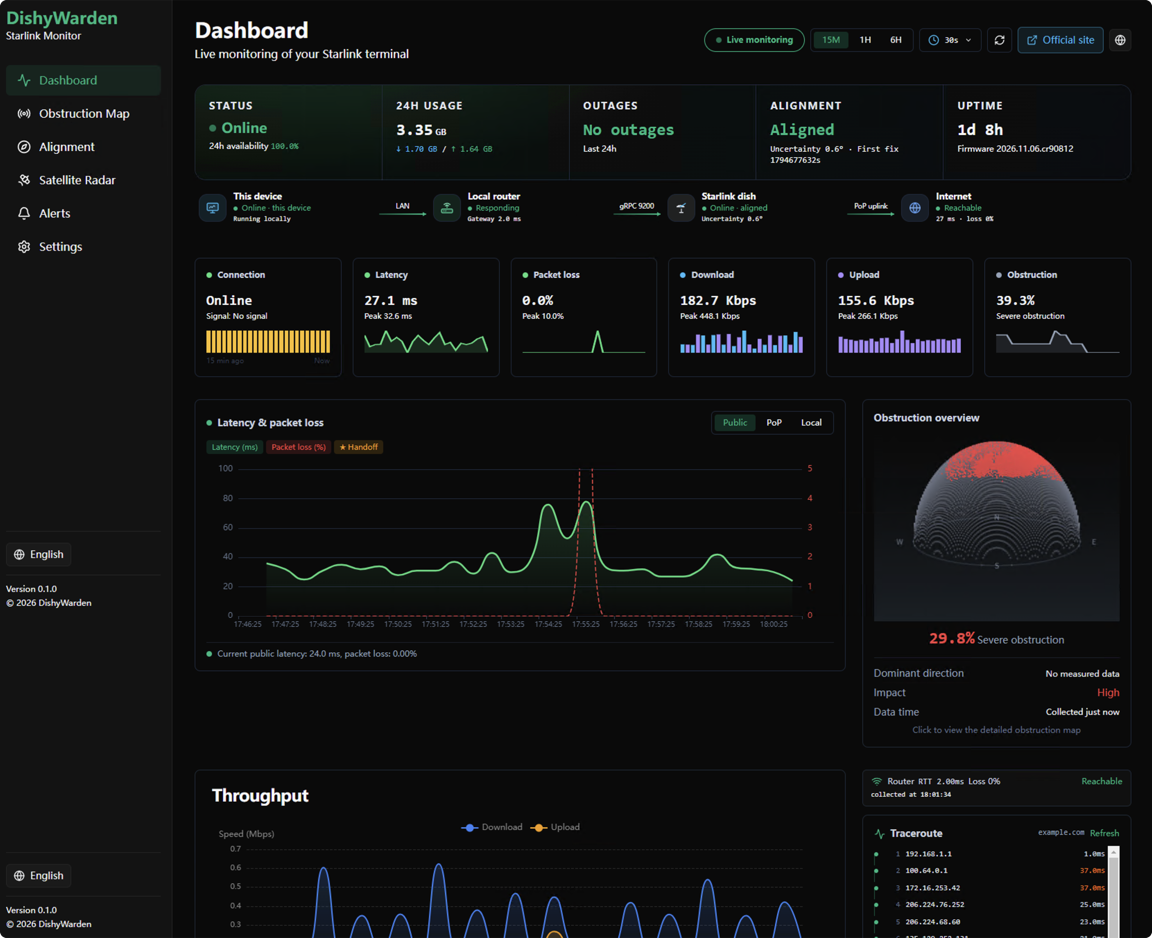 DishyWarden
Starlink Monitor
Dashboard
Obstruction Map
Alignment
Satellite Radar
Alerts
Settings
English
Version 0.1.0
© 2026 DishyWarden
English
Version 0.1.0
© 2026 DishyWarden
Dashboard
Live monitoring of your Starlink terminal
Live monitoring
15M 1H 6H
30s
Official site
STATUS
Online
24h availability 100.0%
24H USAGE
3.35 GB
↓ 1.70 GB / ↑ 1.64 GB
OUTAGES
No outages
Last 24h
ALIGNMENT
Aligned
Uncertainty 0.6° · First fix
1794677632s
UPTIME
1d 8h
Firmware 2026.11.06.cr90812
This device
Online · this device
Running locally
LAN
Local router
Responding
Gateway 2.0 ms
gRPC 9200
Starlink dish
Online · aligned
Uncertainty 0.6°
PoP uplink
Internet
Reachable
27 ms · loss 0%
Connection
Online
Signal: No signal
15 min ago Now
Latency
27.1 ms
Peak 32.6 ms
Packet loss
0.0%
Peak 10.0%
Download
182.7 Kbps
Peak 448.1 Kbps
Upload
155.6 Kbps
Peak 266.1 Kbps
Obstruction
39.3%
Severe obstruction
Latency & packet loss
Public PoP Local
Latency (ms) Packet loss (%) ★ Handoff
100 5
80 4
60 3
40 2
20 1
0 0
17:46:25 17:47:25 17:48:25 17:49:25 17:50:25 17:51:25 17:52:25 17:53:25 17:54:25 17:55:25 17:56:25 17:57:25 17:58:25 17:59:25 18:00:25
Current public latency: 24.0 ms, packet loss: 0.00%
Obstruction overview
N
W E
S
29.8% Severe obstruction
Dominant direction No measured data
Impact High
Data time Collected just now
Click to view the detailed obstruction map
Throughput
Download Upload
Speed (Mbps)
0.7
0.6
0.5
0.4
0.3
Router RTT 2.00ms Loss 0% Reachable
collected at 18:01:34
Traceroute example.com Refresh
1 192.168.1.1 1.0ms
2 100.64.0.1 37.0ms
3 172.16.253.42 37.0ms
4 206.224.76.252 25.0ms
5 206.224.68.60 23.0ms